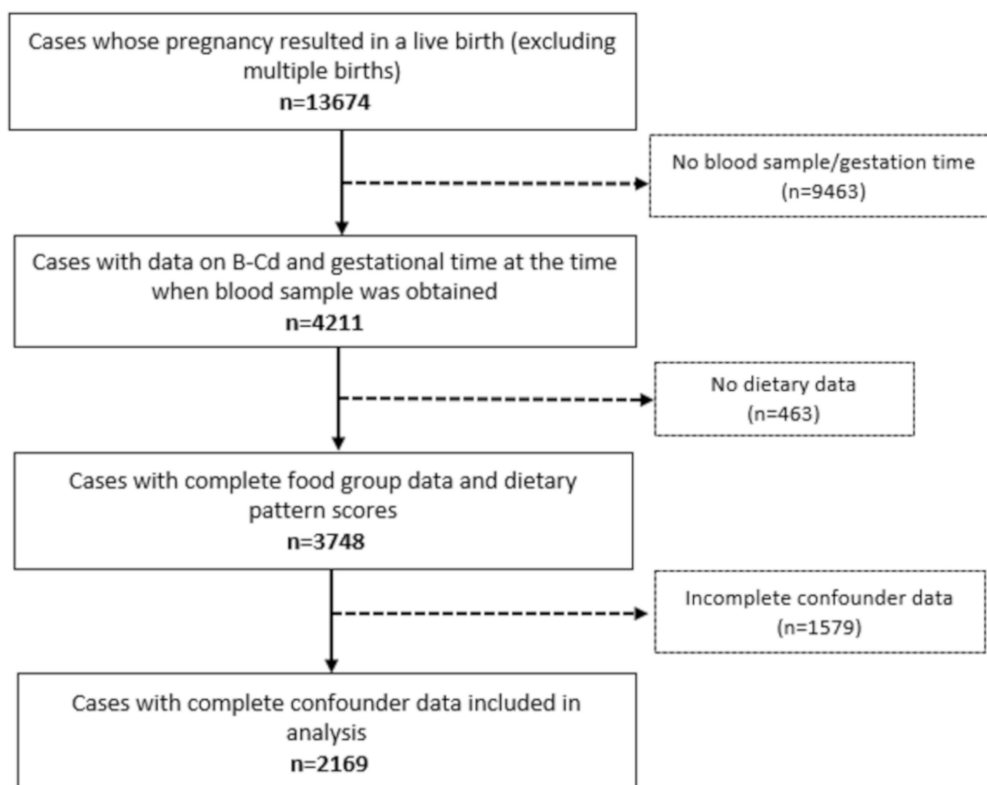 Cases whose pregnancy resulted in a live birth (excluding
multiple births)
n=13674
No blood sample/gestation time
(n=9463)
Cases with data on B-Cd and gestational time at the time
when blood sample was obtained
n=4211
No dietary data
(n=463)
Cases with complete food group data and dietary
pattern scores
n=3748
Incomplete confounder data
(n=1579)
Cases with complete confounder data included in
analysis
n=2169